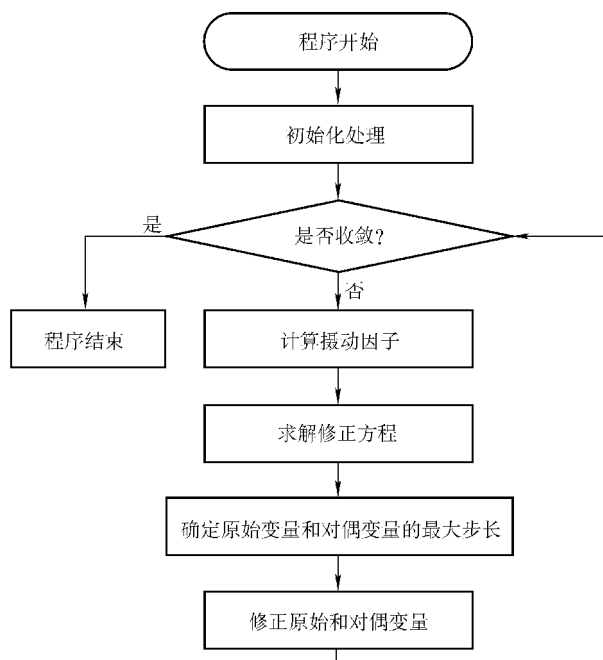 程序开始
初始化处理
是否收敛?
是
否
程序结束
计算摄动因子
求解修正方程
确定原始变量和对偶变量的最大步长
修正原始和对偶变量